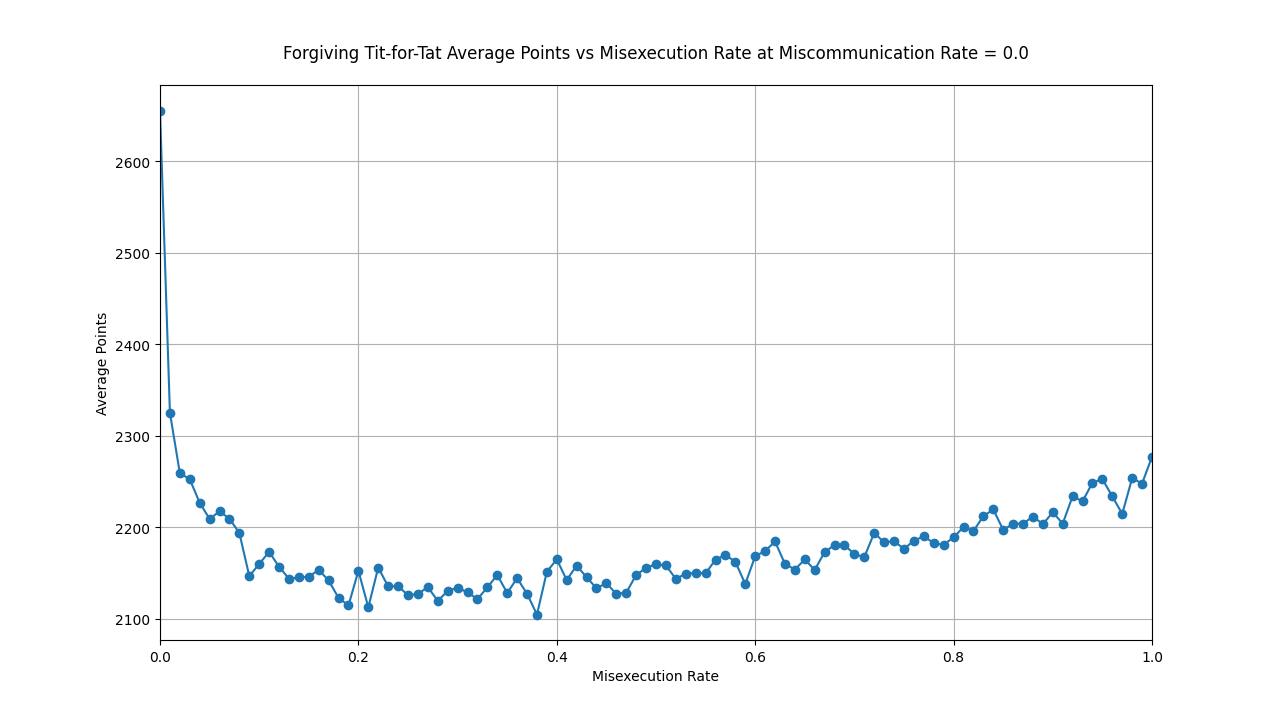 Forgiving Tit-for-Tat Average Points vs Misexecution Rate at Miscommunication Rate = 0.0
2600
2500
2400
2300
2200
2100
Average Points
0.0 0.2 0.4 0.6 0.8 1.0
Misexecution Rate